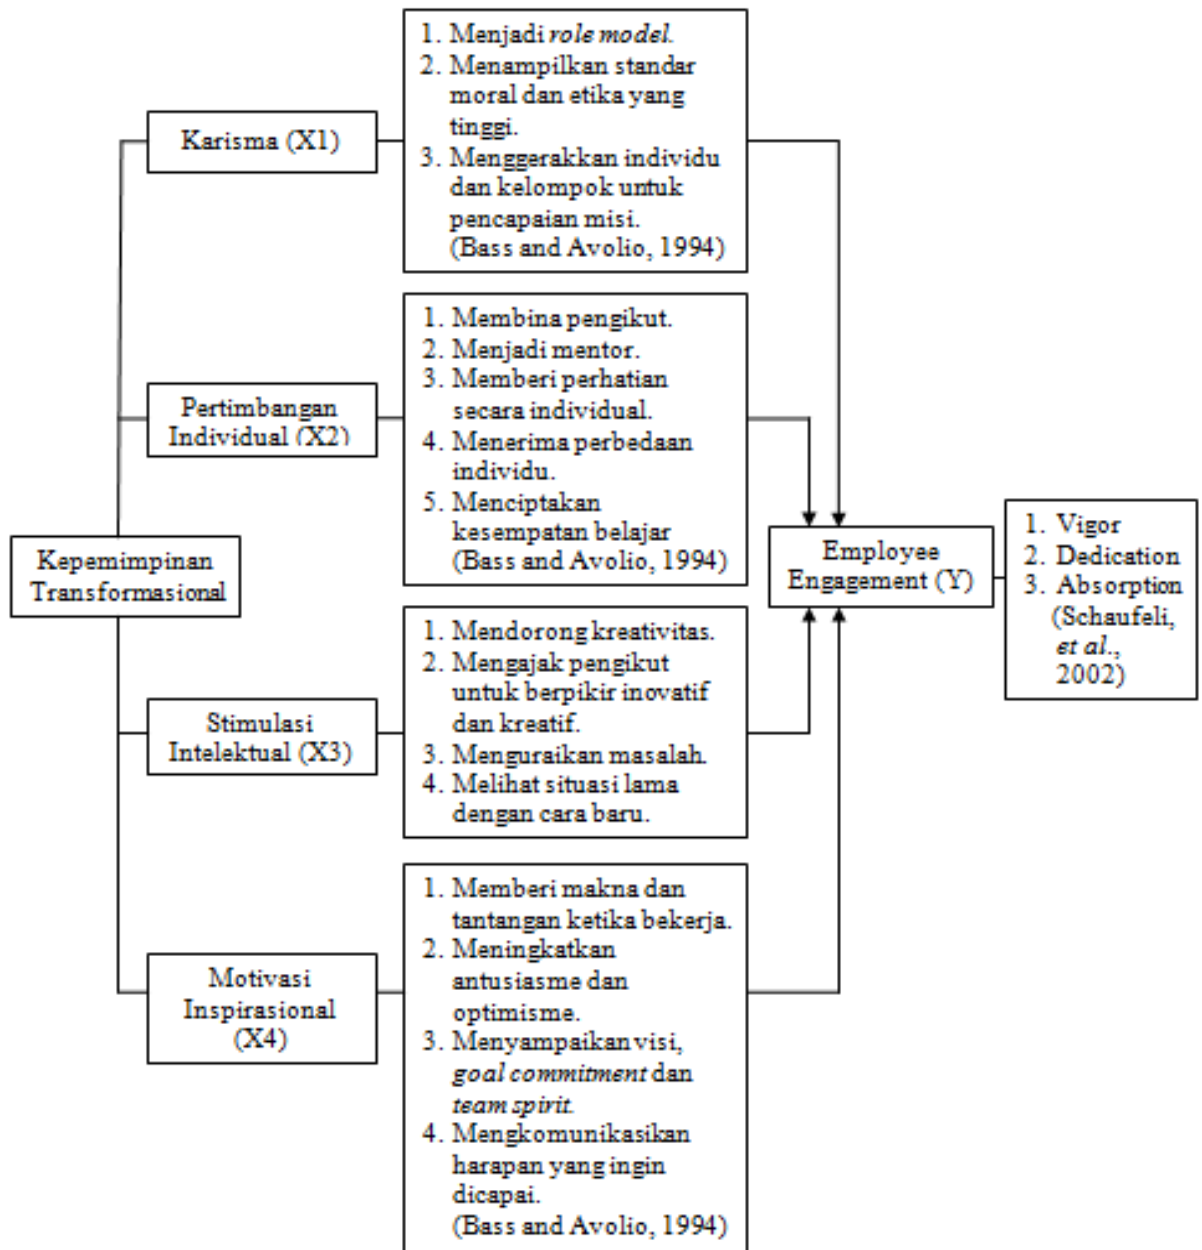 1. Menjadi role model.
2. Menampilkan standar
moral dan etika yang
tinggi.
3. Menggerakkan individu
dan kelompok untuk
pencapaian misi.
(Bass and Avolio, 1994)
Karisma (X1)
1. Membina pengikut.
2. Menjadi mentor.
3. Memberi perhatian
secara individual.
4. Menerima perbedaan
individu.
5. Menciptakan
kesempatan belajar
(Bass and Avolio, 1994)
Pertimbangan
Individual (X2)
Kepemimpinan
Transformasional
Employee
Engagement (Y)
1. Vigor
2. Dedication
3. Absorption
(Schaufeli,
et al.,
2002)
1. Mendorong kreativitas.
2. Mengajak pengikut
untuk berpikir inovatif
dan kreatif.
3. Menguraikan masalah.
4. Melihat situasi lama
dengan cara baru.
Stimulasi
Intelektual (X3)
1. Memberi makna dan
tantangan ketika bekerja.
2. Meningkatkan
antusiasme dan
optimisme.
3. Menyampaikan visi,
goal commitment dan
team spirit.
4. Mengkomunikasikan
harapan yang ingin
dicapai.
(Bass and Avolio, 1994)
Motivasi
Inspirasional
(X4)